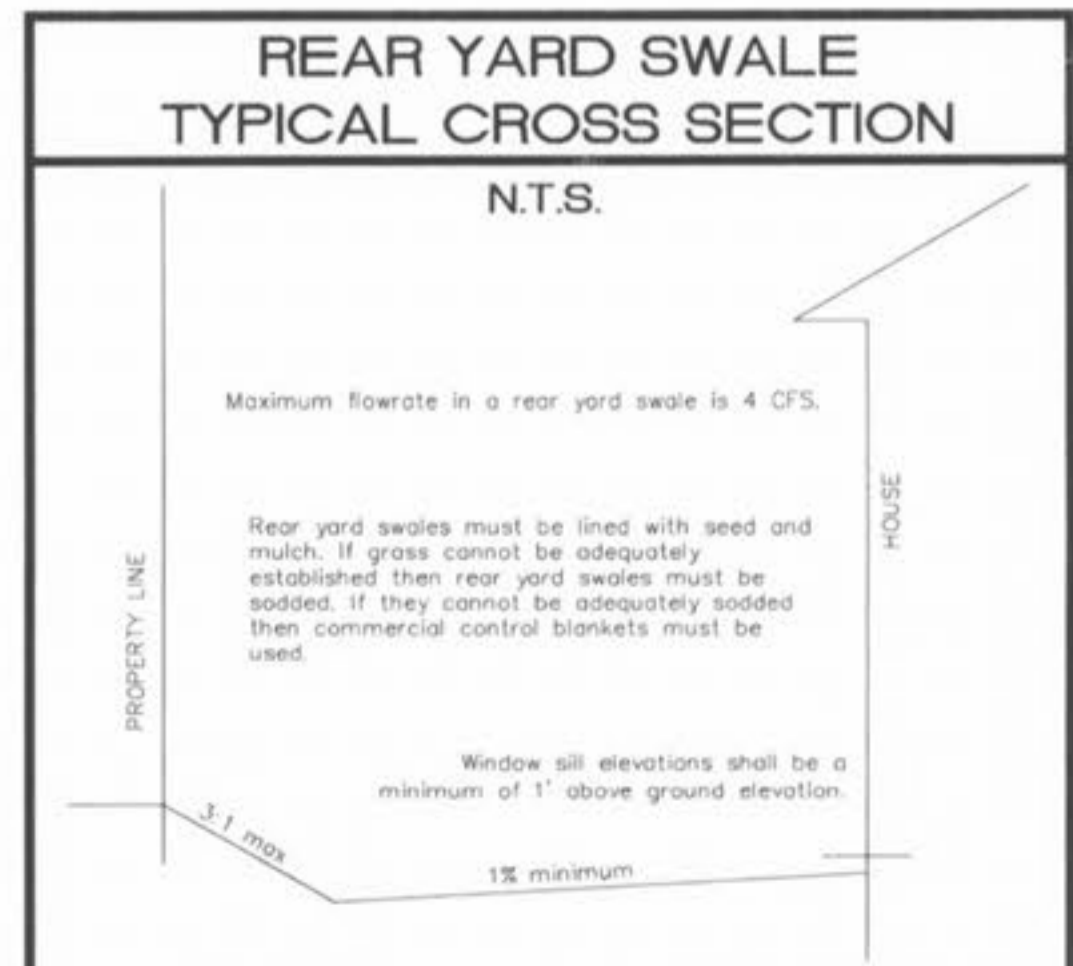 REAR YARD SWALE
TYPICAL CROSS SECTION
N.T.S.
Maximum flowrate in a rear yard swale is 4 CFS.
HOUSE
Rear yard swales must be lined with seed and
mulch. If grass cannot be adequately
established then rear yard swales must be
sodded. If they cannot be adequately sodded
then commercial control blankets must be
used.
PROPERTY LINE
Window sill elevations shall be a
minimum of 1' above ground elevation.
3:1 max
1% minimum